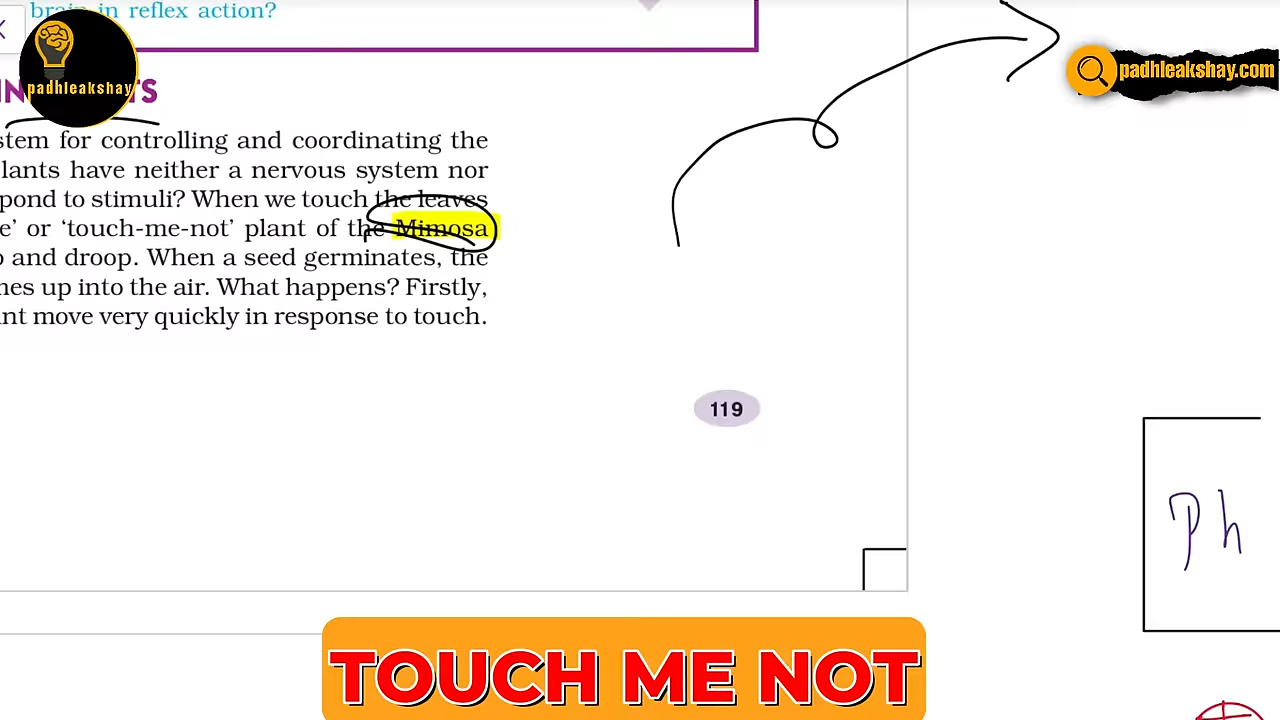 brain in reflex action?
padhleakshay
padhleakshay.com
TS
stem for controlling and coordinating the
lants have neither a nervous system nor
pond to stimuli? When we touch the leaves
e’ or ‘touch-me-not’ plant of the Mimosa
p and droop. When a seed germinates, the
nes up into the air. What happens? Firstly,
ant move very quickly in response to touch.
119
Ph
TOUCH ME NOT